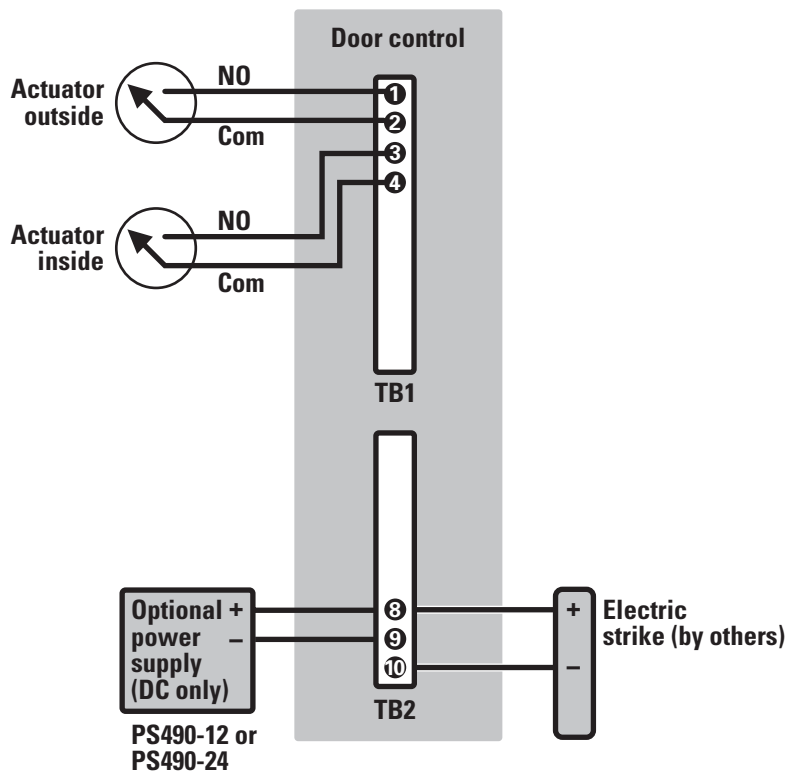 Door control
Actuator
outside
NO
Com
1
2
3
4
Actuator
inside
NO
Com
TB1
Optional +
power –
supply
(DC only)
PS490-12 or
PS490-24
8
9
10
TB2
+
–
Electric
strike (by others)